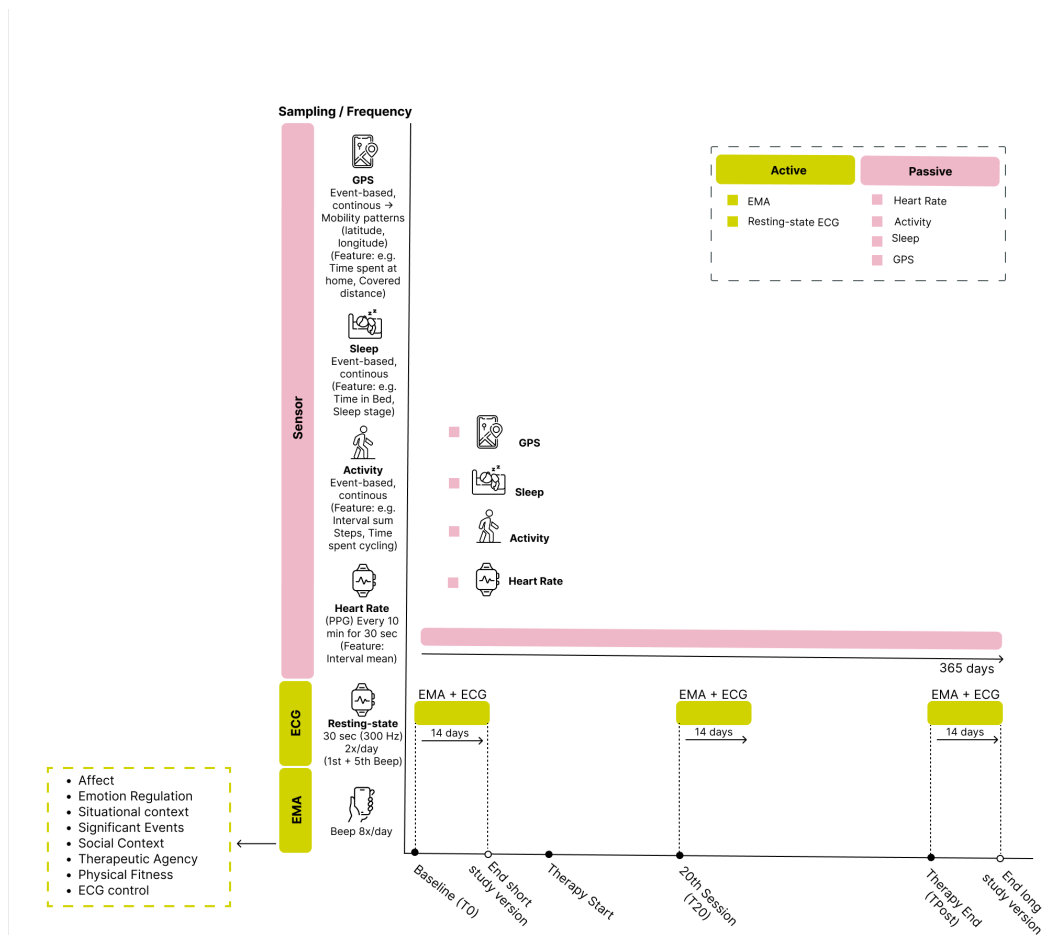 Sampling / Frequency
Sensor
GPS
Event-based,
continous →
Mobility patterns
(latitude,
longitude)
(Feature: e.g.
Time spent at
home, Covered
distance)
Sleep
Event-based,
continous
(Feature: e.g.
Time in Bed,
Sleep stage)
Activity
Event-based,
continous
(Feature: e.g.
Interval sum
Steps, Time
spent cycling)
Heart Rate
(PPG) Every 10
min for 30 sec
(Feature:
Interval mean)
ECG
Resting-state
30 sec (300 Hz)
2x/day
(1st + 5th Beep)
EMA
Beep 8x/day
• Affect
• Emotion Regulation
• Situational context
• Significant Events
• Social Context
• Therapeutic Agency
• Physical Fitness
• ECG control
Active
EMA
Resting-state ECG
Passive
Heart Rate
Activity
Sleep
GPS
GPS
Sleep
Activity
Heart Rate
365 days
EMA + ECG
14 days
EMA + ECG
14 days
EMA + ECG
14 days
Baseline (T0)
End short
study version
Therapy Start
20th Session
(T20)
Therapy End
(TPost)
End long
study version